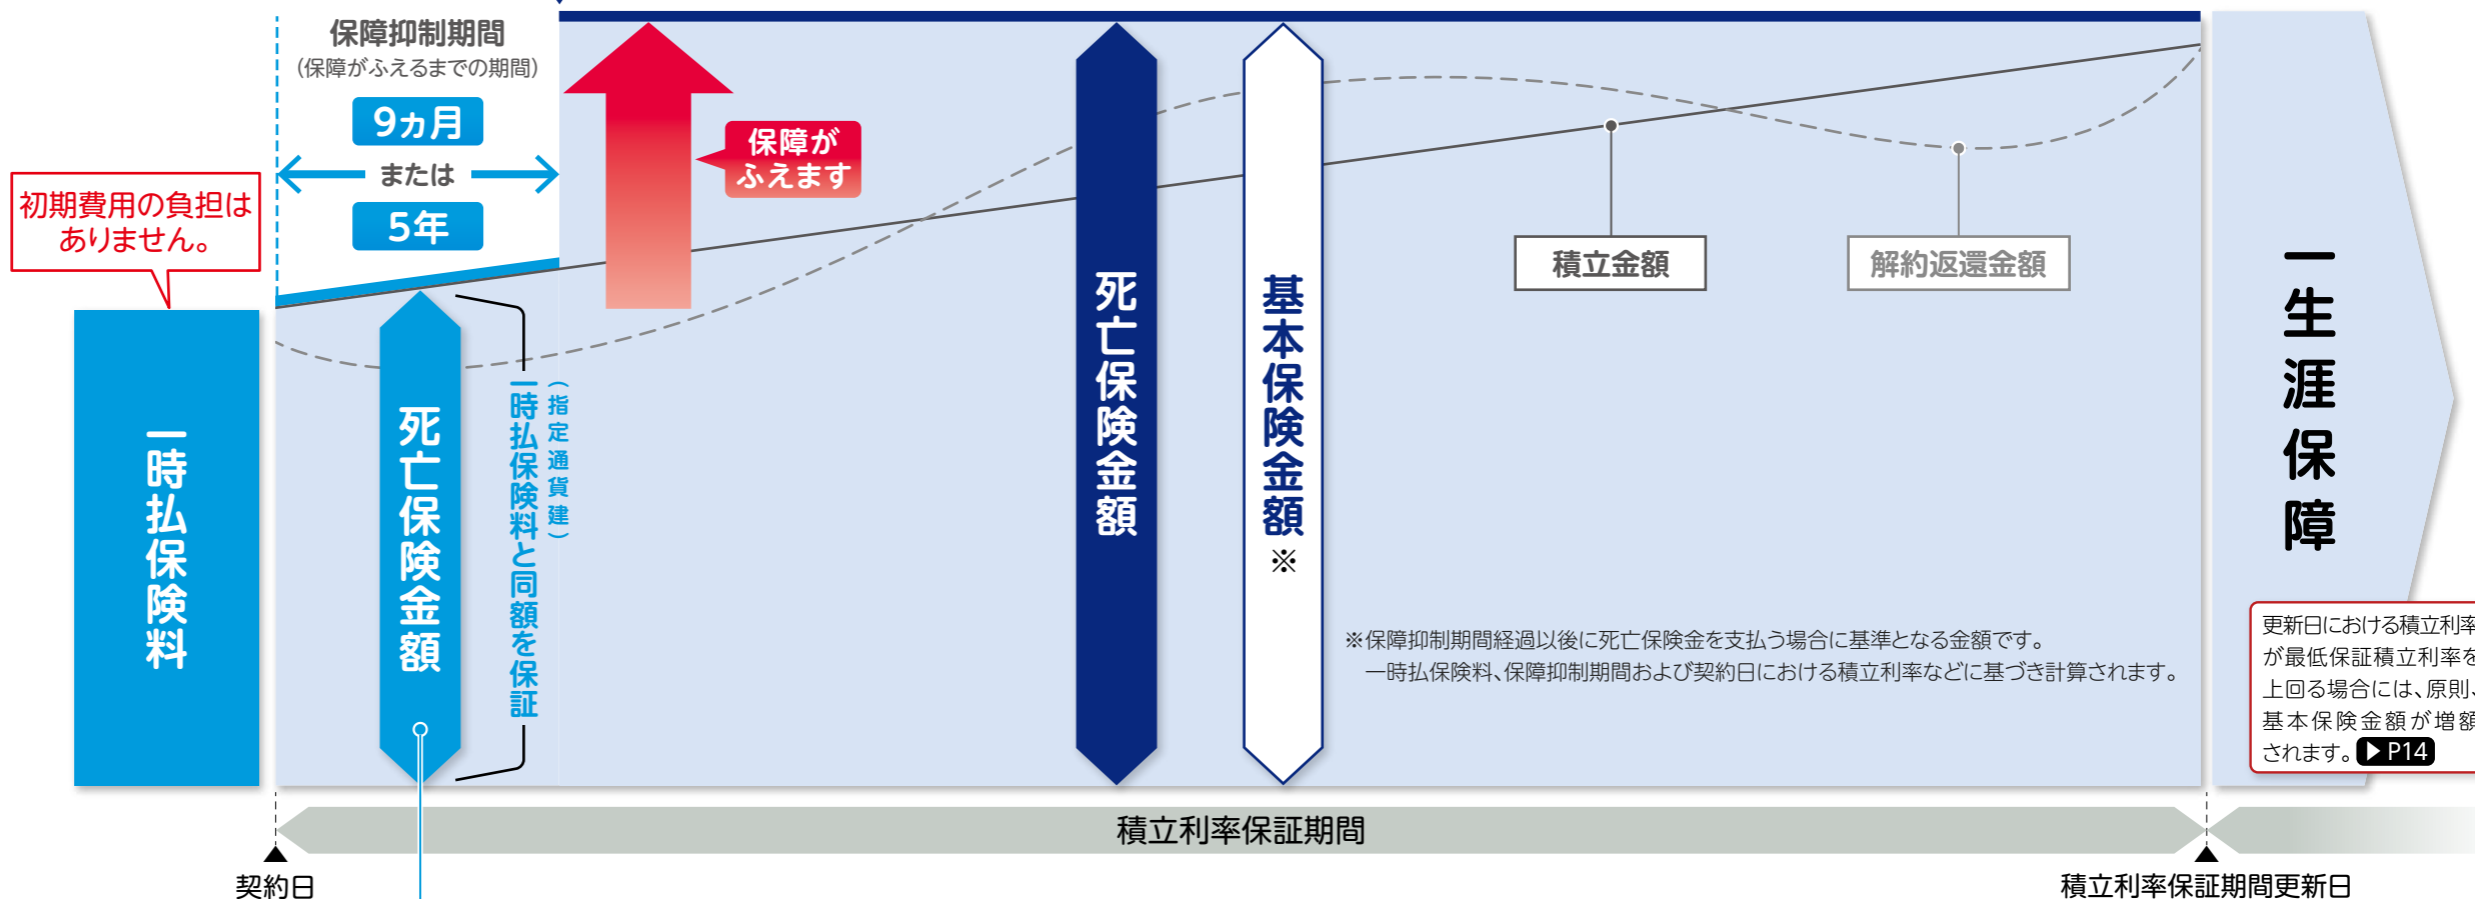 保障抑制期間
(保障がふえるまでの期間)
9ヵ月
または
5年
保障が
ふえます
初期費用の負担は
ありません。
一時払保険料
死亡保険金額
(指定通貨建)
一時払保険料と同額を保証
死亡保険金額
基本保険金額※
積立金額
解約返還金額
※保障抑制期間経過以後に死亡保険金を支払う場合に基準となる金額です。
一時払保険料、保障抑制期間および契約日における積立利率などに基づき計算されます。
一生涯保障
更新日における積立利率
が最低保証積立利率を
上回る場合には、原則、
基本保険金額が増額
されます。▶P14
積立利率保証期間
契約日
積立利率保証期間更新日